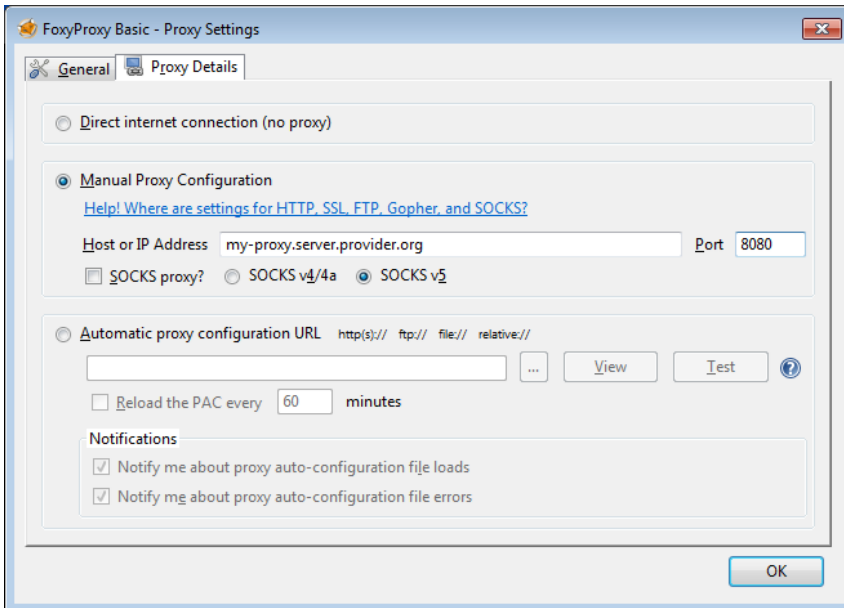 FoxyProxy Basic - Proxy Settings
General Proxy Details
Direct internet connection (no proxy)
Manual Proxy Configuration
Help! Where are settings for HTTP, SSL, FTP, Gopher, and SOCKS?
Host or IP Address my-proxy.server.provider.org Port 8080
SOCKS proxy? SOCKS v4/4a SOCKS v5
Automatic proxy configuration URL http(s):// ftp:// file:// relative://
... View Test ?
Reload the PAC every 60 minutes
Notifications
Notify me about proxy auto-configuration file loads
Notify me about proxy auto-configuration file errors
OK